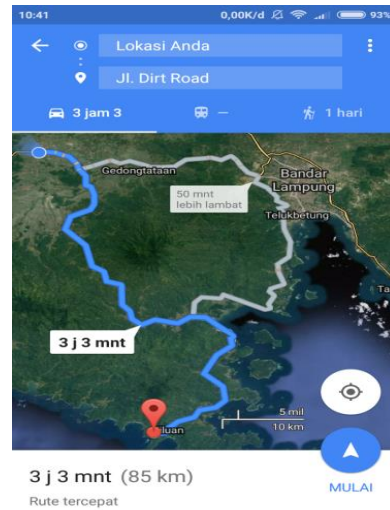 10:41 0,00K/d 93%
Lokasi Anda
Jl. Dirt Road
3 jam 3 — 1 hari
Gedongtataan
Bandar
Lampung
50 mnt
lebih lambat
Telukbetung
3 j 3 mnt
5 mil
10 km
3 j 3 mnt (85 km)
Rute tercepat
MULAI